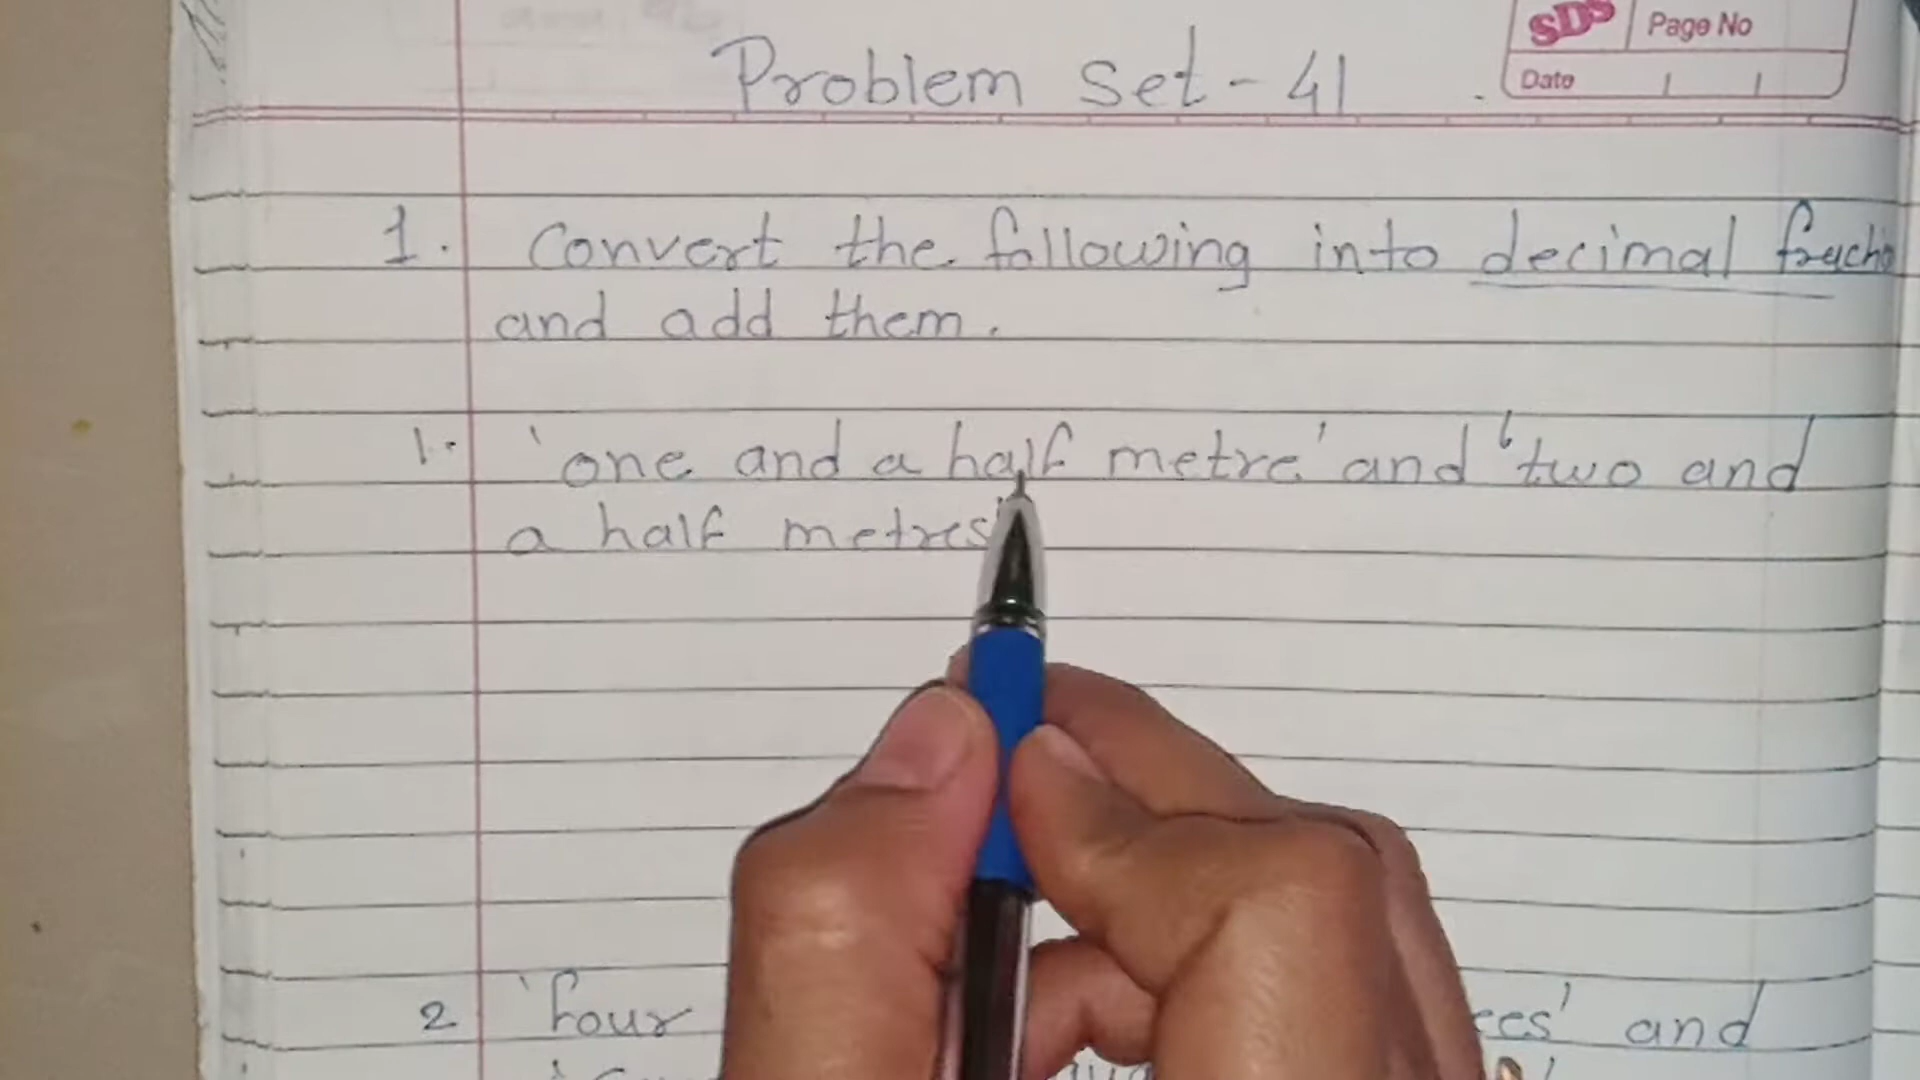 SDS Page No
Date
Problem Set - 41
1. Convert the following into decimal
and add them.
1. 'one and a half metre' and 'two and
a half metres'
2 'four and